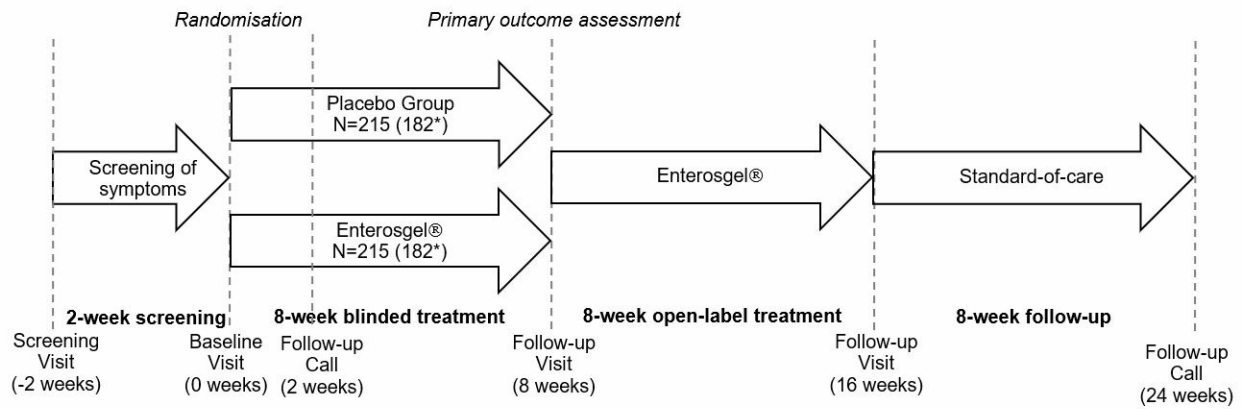 Randomisation
Primary outcome assessment
Placebo Group
N=215 (182*)
Screening of
symptoms
Enterosgel®
Standard-of-care
Enterosgel®
N=215 (182*)
2-week screening
8-week blinded treatment
8-week open-label treatment
8-week follow-up
Screening
Visit
(-2 weeks)
Baseline
Visit
(0 weeks)
Follow-up
Call
(2 weeks)
Follow-up
Visit
(8 weeks)
Follow-up
Visit
(16 weeks)
Follow-up
Call
(24 weeks)